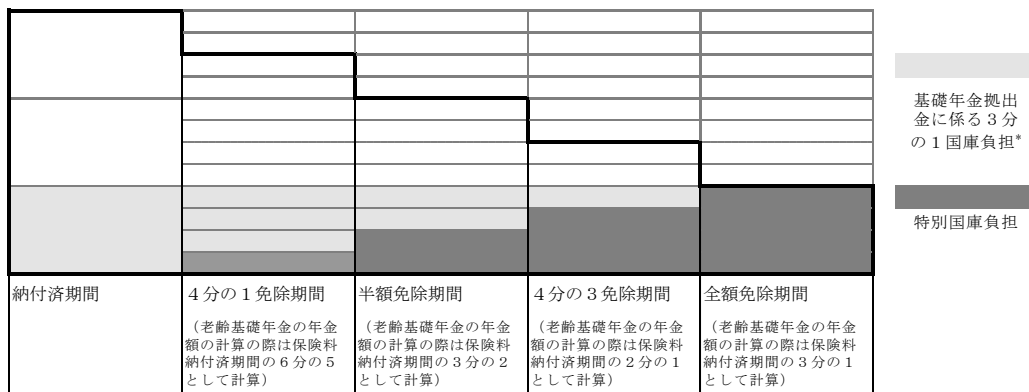 基礎年金拠出
金に係る３分
の１国庫負担*
特別国庫負担
納付済期間
４分の１免除期間
（老齢基礎年金の年金
額の計算の際は保険料
納付済期間の６分の５
として計算）
半額免除期間
（老齢基礎年金の年金
額の計算の際は保険料
納付済期間の３分の２
として計算）
４分の３免除期間
（老齢基礎年金の年金
額の計算の際は保険料
納付済期間の２分の１
として計算）
全額免除期間
（老齢基礎年金の年金
額の計算の際は保険料
納付済期間の３分の１
として計算）